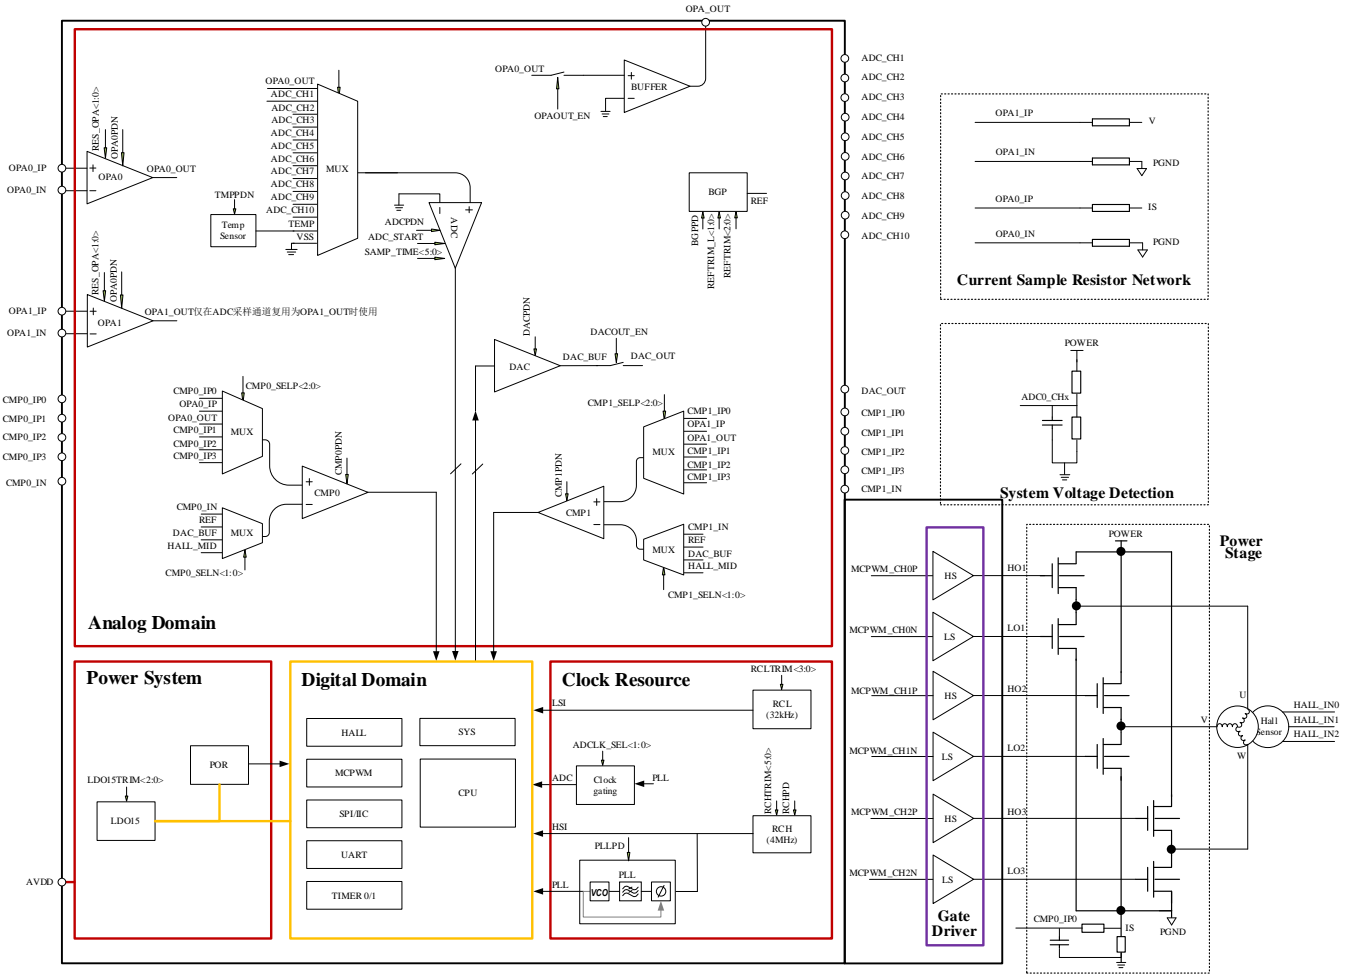 OPA_OUT
OPA0_OUT
BUFFER
OPAOUT_EN
OPA0_OUT
ADC_CH1
ADC_CH2
ADC_CH3
ADC_CH4
ADC_CH5
ADC_CH6
ADC_CH7
ADC_CH8
ADC_CH9
ADC_CH10
TEMP
VSS
MUX
TMPPDN
Temp
Sensor
ADCPDN
ADC_START
SAMP_TIME<5:0>
ADC
RES_OPA<1:0>
OPA0PDN
OPA0_IP
OPA0_IN
OPA0
OPA0_OUT
RES_OPA<1:0>
OPA0PDN
OPA1_IP
OPA1_IN
OPA1
OPA1_OUT仅在ADC采样通道复用为OPA1_OUT时使用
BGP
REF
BGPPD
REFTRIM_L<1:0>
REFTRIM<2:0>
ADC_CH1
ADC_CH2
ADC_CH3
ADC_CH4
ADC_CH5
ADC_CH6
ADC_CH7
ADC_CH8
ADC_CH9
ADC_CH10
OPA1_IP
V
OPA1_IN
PGND
OPA0_IP
IS
OPA0_IN
PGND
Current Sample Resistor Network
DACPDN
DAC
DAC_BUF
DACOUT_EN
DAC_OUT
POWER
ADC0_CHx
System Voltage Detection
CMP0_IP0
CMP0_IP1
CMP0_IP2
CMP0_IP3
CMP0_IN
CMP0_SELP<2:0>
CMP0_IP0
OPA0_IP
OPA0_OUT
CMP0_IP1
CMP0_IP2
CMP0_IP3
MUX
CMP0PDN
CMP0
CMP0_IN
REF
DAC_BUF
HALL_MID
MUX
CMP0_SELN<1:0>
CMP1_SELP<2:0>
CMP1_IP0
OPA1_IP
OPA1_OUT
CMP1_IP1
CMP1_IP2
CMP1_IP3
MUX
CMP1PDN
CMP1
CMP1_IN
REF
DAC_BUF
HALL_MID
MUX
CMP1_SELN<1:0>
DAC_OUT
CMP1_IP0
CMP1_IP1
CMP1_IP2
CMP1_IP3
CMP1_IN
Analog Domain
Power System
POR
LDO15TRIM<2:0>
LDO15
AVDD
Digital Domain
HALL
SYS
MCPWM
CPU
SPI/IIC
UART
TIMER 0/1
Clock Resource
RCLTRIM<3:0>
LSI
RCL
(32kHz)
ADCLK_SEL<1:0>
ADC
Clock
gating
PLL
RCHTRIM<5:0>
RCHPD
HSI
RCH
(4MHz)
PLLPD
PLL
PLL
VCO
MCPWM_CH0P
HS
HO1
MCPWM_CH0N
LS
LO1
MCPWM_CH1P
HS
HO2
MCPWM_CH1N
LS
LO2
MCPWM_CH2P
HS
HO3
MCPWM_CH2N
LS
LO3
Gate
Driver
POWER
Power
Stage
U
V
W
Hall
Sensor
HALL_IN0
HALL_IN1
HALL_IN2
CMP0_IP0
IS
PGND